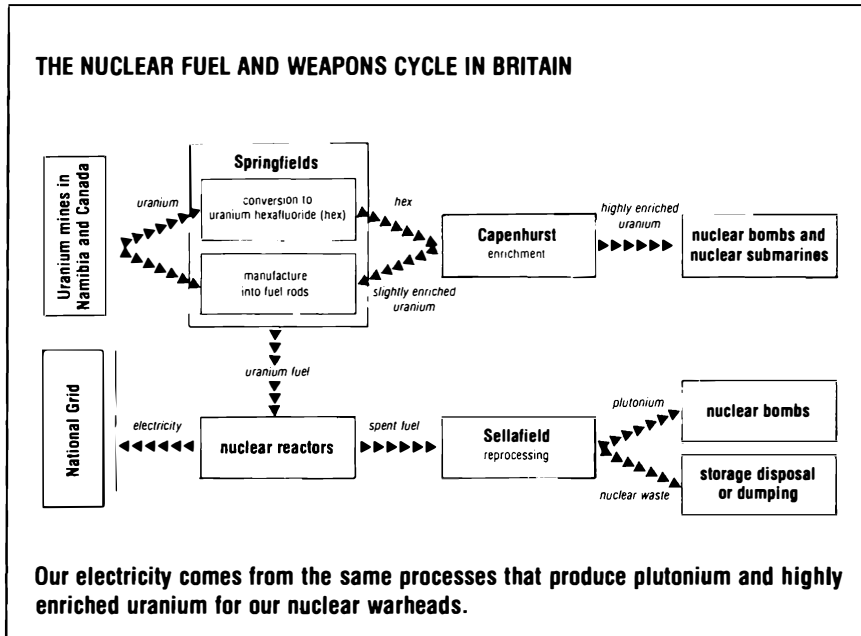 THE NUCLEAR FUEL AND WEAPONS CYCLE IN BRITAIN
Uranium mines in
Namibia and Canada
uranium
Springfields
conversion to
uranium hexafluoride (hex)
manufacture
into fuel rods
hex
slightly enriched
uranium
Capenhurst
enrichment
highly enriched
uranium
nuclear bombs and
nuclear submarines
uranium fuel
National Grid
electricity
nuclear reactors
spent fuel
Sellafield
reprocessing
plutonium
nuclear bombs
nuclear waste
storage disposal
or dumping
Our electricity comes from the same processes that produce plutonium and highly
enriched uranium for our nuclear warheads.